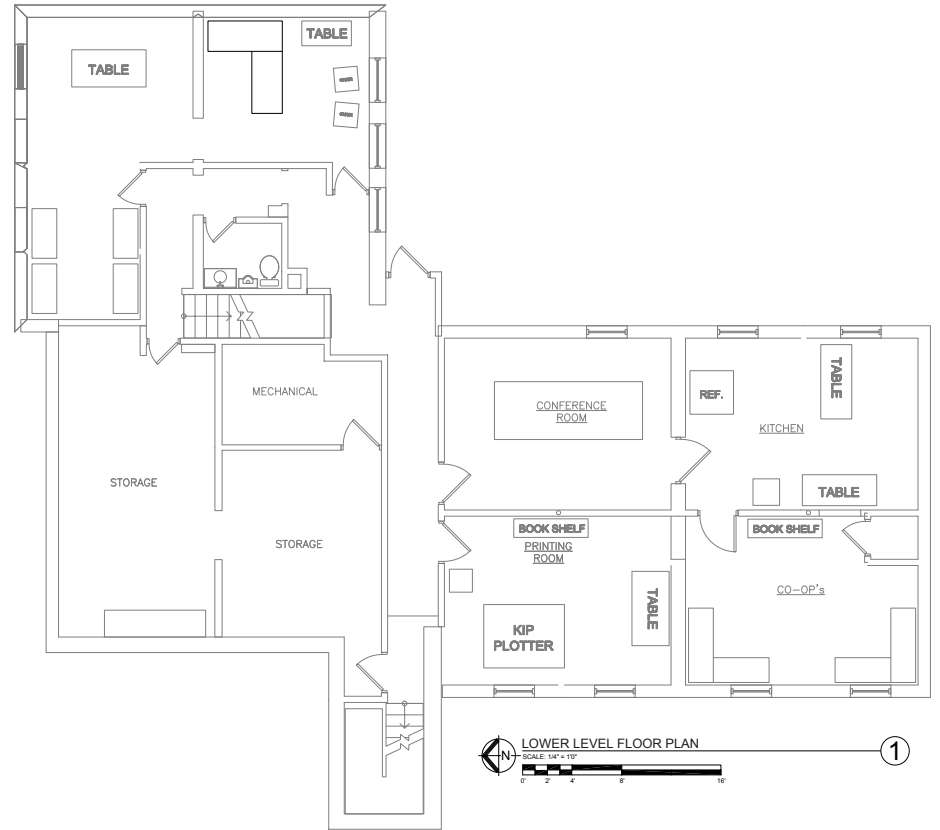 TABLE
TABLE
MECHANICAL
CONFERENCE
ROOM
REF.
TABLE
KITCHEN
STORAGE
TABLE
STORAGE
BOOK SHELF
PRINTING
ROOM
BOOK SHELF
TABLE
CO-OP's
KIP
PLOTTER
N
LOWER LEVEL FLOOR PLAN
SCALE: 1/4" = 1'0"
1
0' 2' 4' 8' 16'